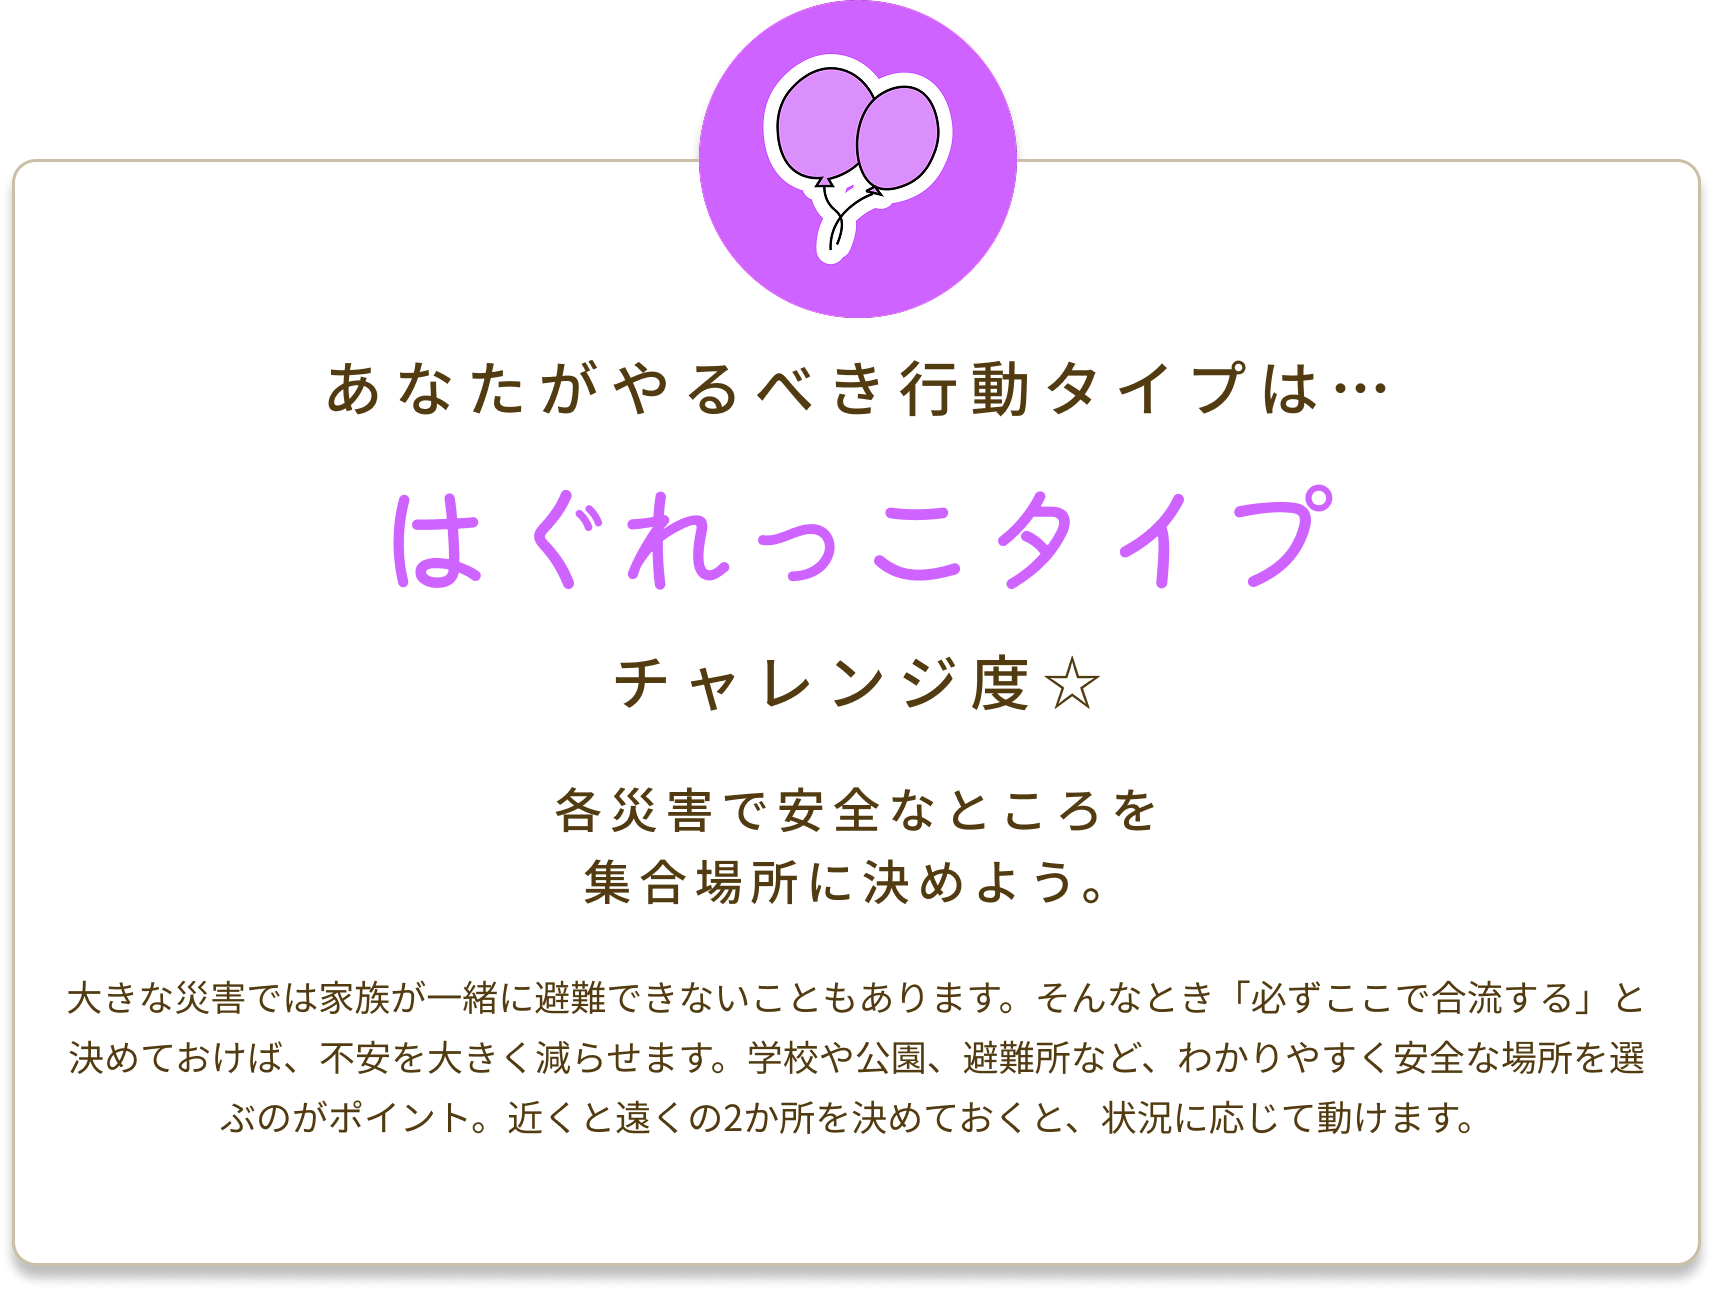 あなたがやるべき行動タイプは…
はぐれっこタイプ
チャレンジ度☆
各災害で安全なところを
集合場所に決めよう。
大きな災害では家族が一緒に避難できないこともあります。そんなとき「必ずここで合流する」と
決めておけば、不安を大きく減らせます。学校や公園、避難所など、わかりやすく安全な場所を選
ぶのがポイント。近くと遠くの2か所を決めておくと、状況に応じて動けます。